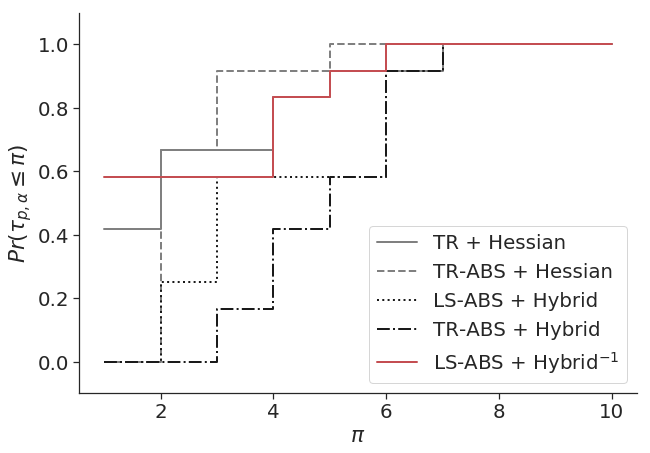 1.0
0.8
0.6
0.4
0.2
0.0
Pr(τ_{p,α} ≤ π)
TR + Hessian
TR-ABS + Hessian
LS-ABS + Hybrid
TR-ABS + Hybrid
LS-ABS + Hybrid⁻¹
2 4 6 8 10
π